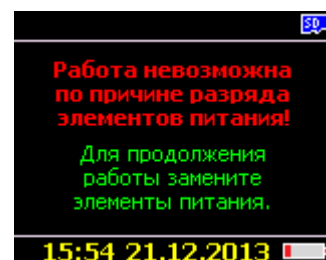 SD
Работа невозможна
по причине разряда
элементов питания!
Для продолжения
работы замените
элементы питания.
15:54 21.12.2013